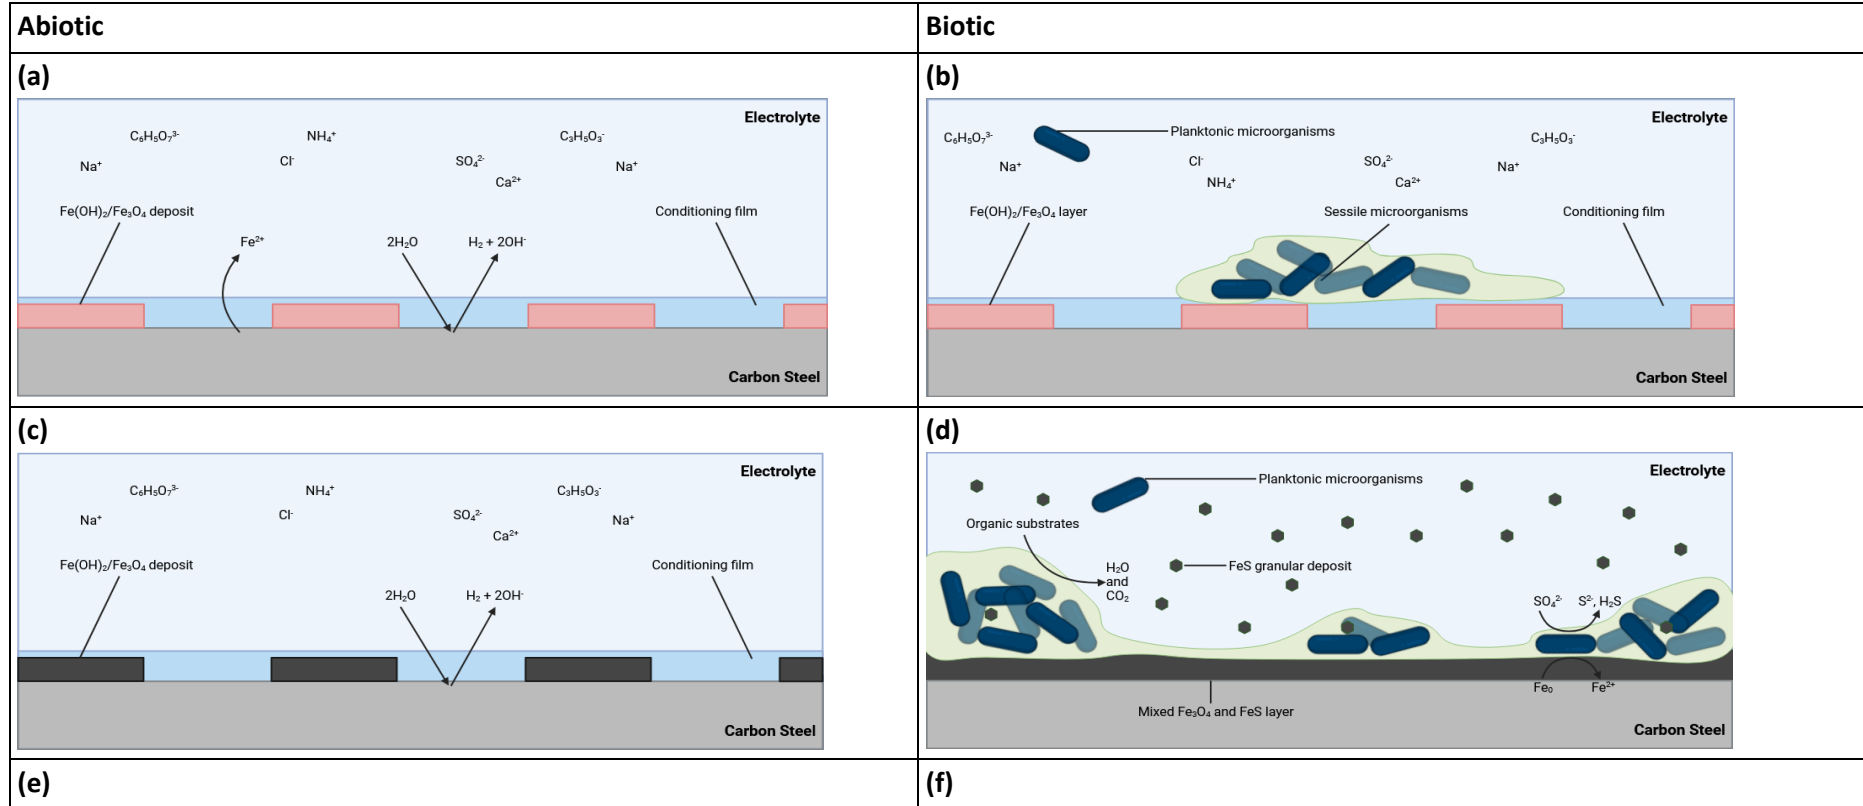 Abiotic
Biotic
(a)
Electrolyte
C₆H₅O₇³⁻
NH₄⁺
C₃H₅O₃⁻
Na⁺
Cl⁻
SO₄²⁻
Ca²⁺
Na⁺
Fe(OH)₂/Fe₃O₄ deposit
Conditioning film
Fe²⁺
2H₂O
H₂ + 2OH⁻
Carbon Steel
(b)
Electrolyte
Planktonic microorganisms
C₆H₅O₇³⁻
C₃H₅O₃⁻
Na⁺
Cl⁻
SO₄²⁻
Na⁺
NH₄⁺
Ca²⁺
Fe(OH)₂/Fe₃O₄ layer
Sessile microorganisms
Conditioning film
Carbon Steel
(c)
Electrolyte
C₆H₅O₇³⁻
NH₄⁺
C₃H₅O₃⁻
Na⁺
Cl⁻
SO₄²⁻
Na⁺
Ca²⁺
Fe(OH)₂/Fe₃O₄ deposit
Conditioning film
2H₂O
H₂ + 2OH⁻
Carbon Steel
(d)
Electrolyte
Planktonic microorganisms
Organic substrates
H₂O
and
CO₂
FeS granular deposit
SO₄²⁻
S²⁻, H₂S
Fe₀
Fe²⁺
Mixed Fe₃O₄ and FeS layer
Carbon Steel
(e)
(f)